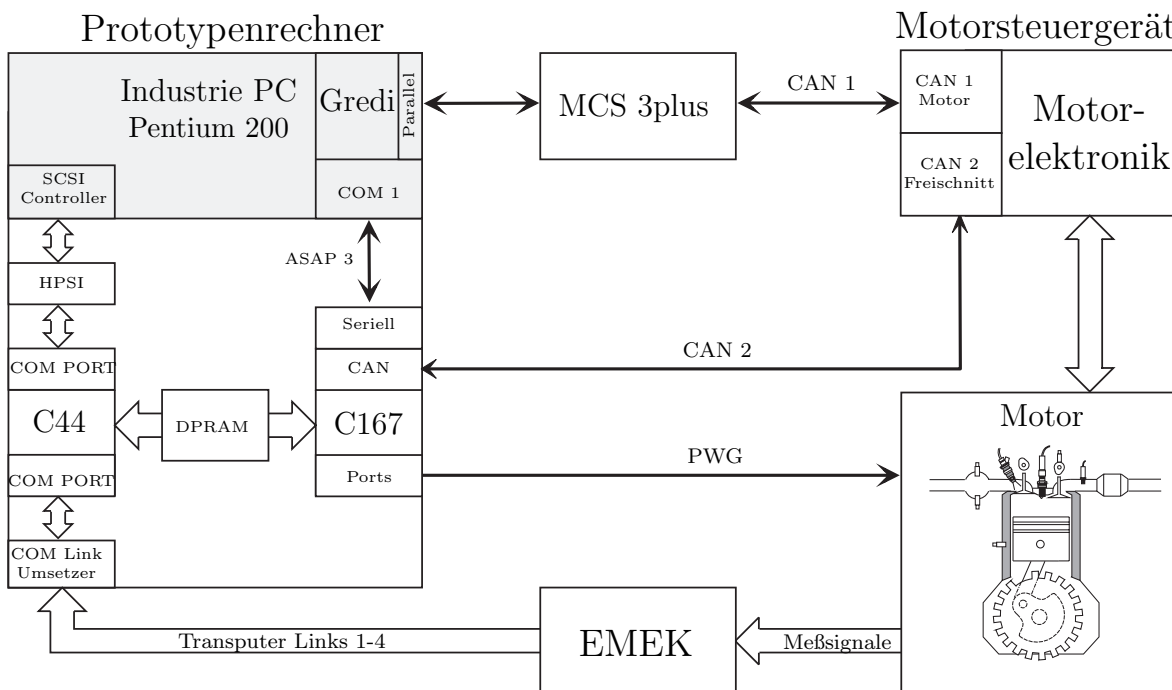 Prototypenrechner
Motorsteuergerät
Industrie PC
Pentium 200
Gredi
Parallel
MCS 3plus
CAN 1
CAN 1
Motor
Motor-
elektronik
CAN 2
Freischnitt
SCSI
Controller
COM 1
ASAP 3
HPSI
Seriell
COM PORT
CAN
CAN 2
C44
DPRAM
C167
Motor
COM PORT
Ports
PWG
COM Link
Umsetzer
Transputer Links 1-4
EMEK
Meßsignale